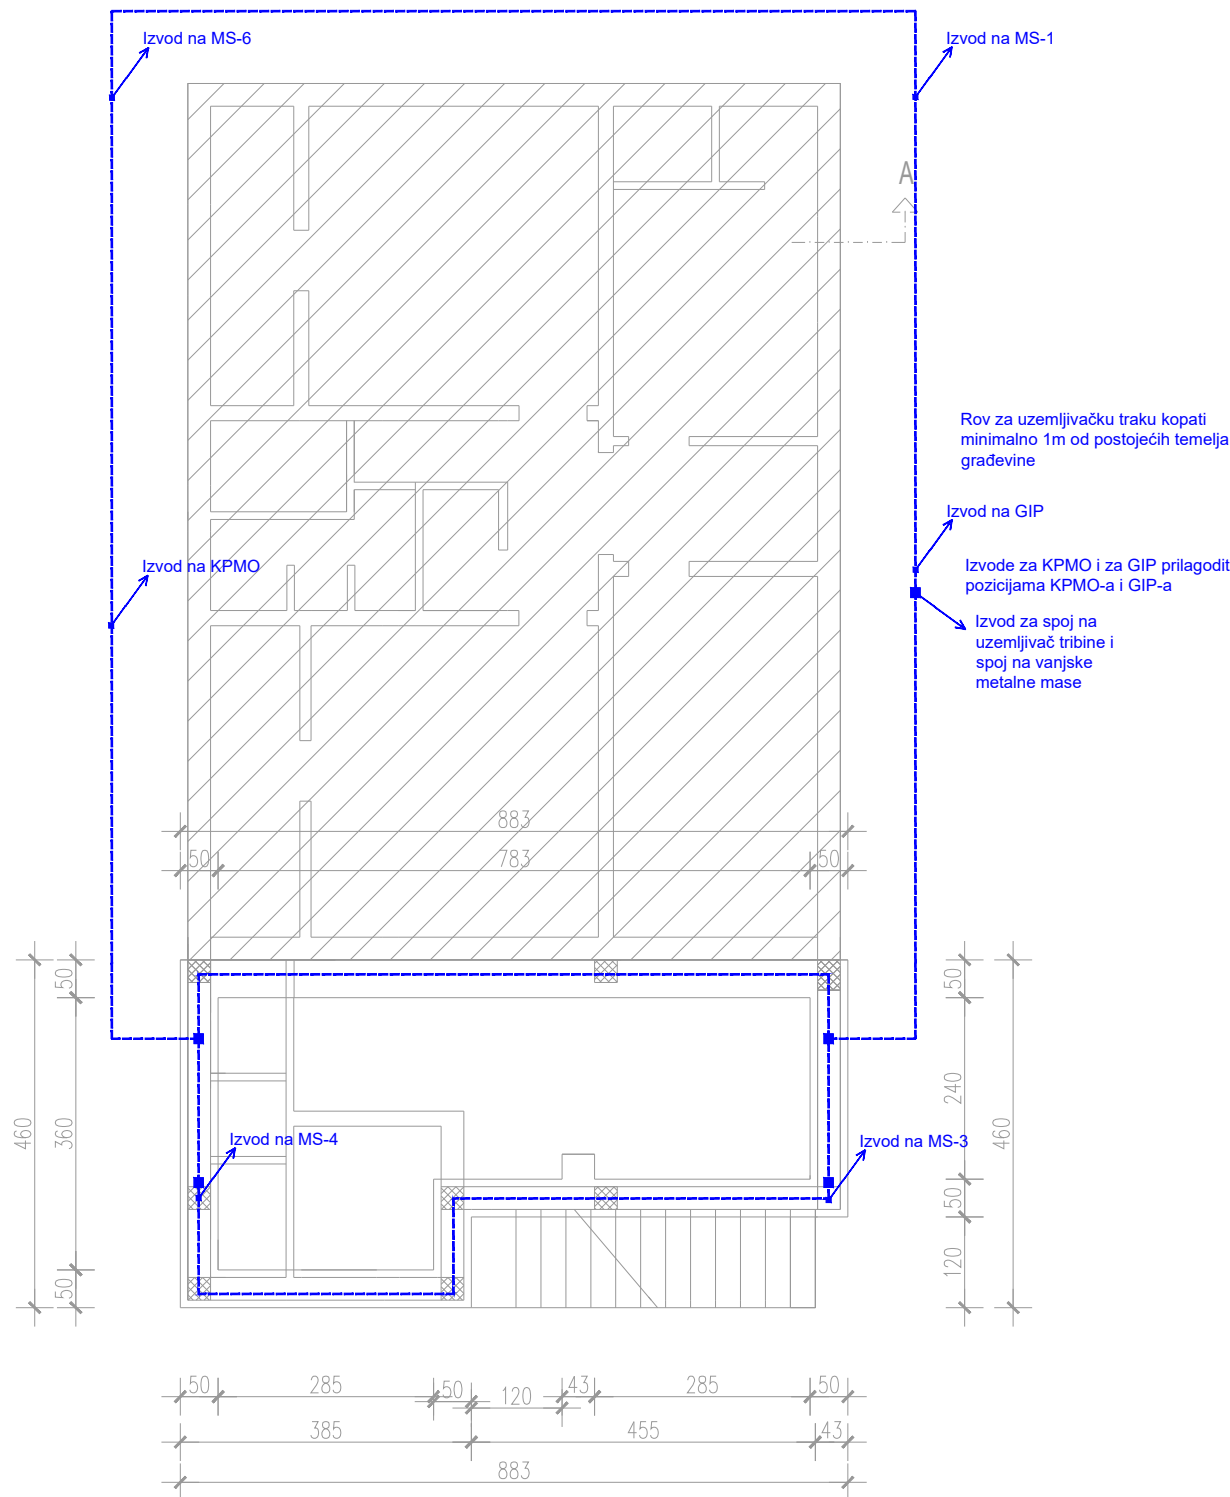 Izvod na MS-6
Izvod na MS-1
A
Rov za uzemljivačku traku kopati
minimalno 1m od postojećih temelja
građevine
Izvod na GIP
Izvod na KPMO
Izvode za KPMO i za GIP prilagodit
pozicijama KPMO-a i GIP-a
Izvod za spoj na
uzemljivač tribine i
spoj na vanjske
metalne mase
883
50
783
50
50
50
240
460
360
460
Izvod na MS-4
Izvod na MS-3
50
120
50
50
285
50
120
43
285
50
385
455
43
883